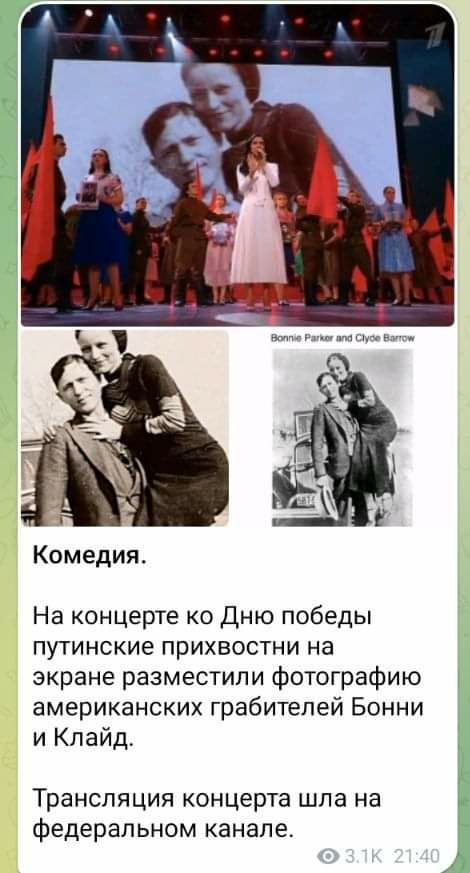 Bonnie Parker and Clyde Barrow
Комедия.
На концерте ко Дню победы
путинские прихвостни на
экране разместили фотографию
американских грабителей Бонни
и Клайд.
Трансляция концерта шла на
федеральном канале.
3.1K 21:40